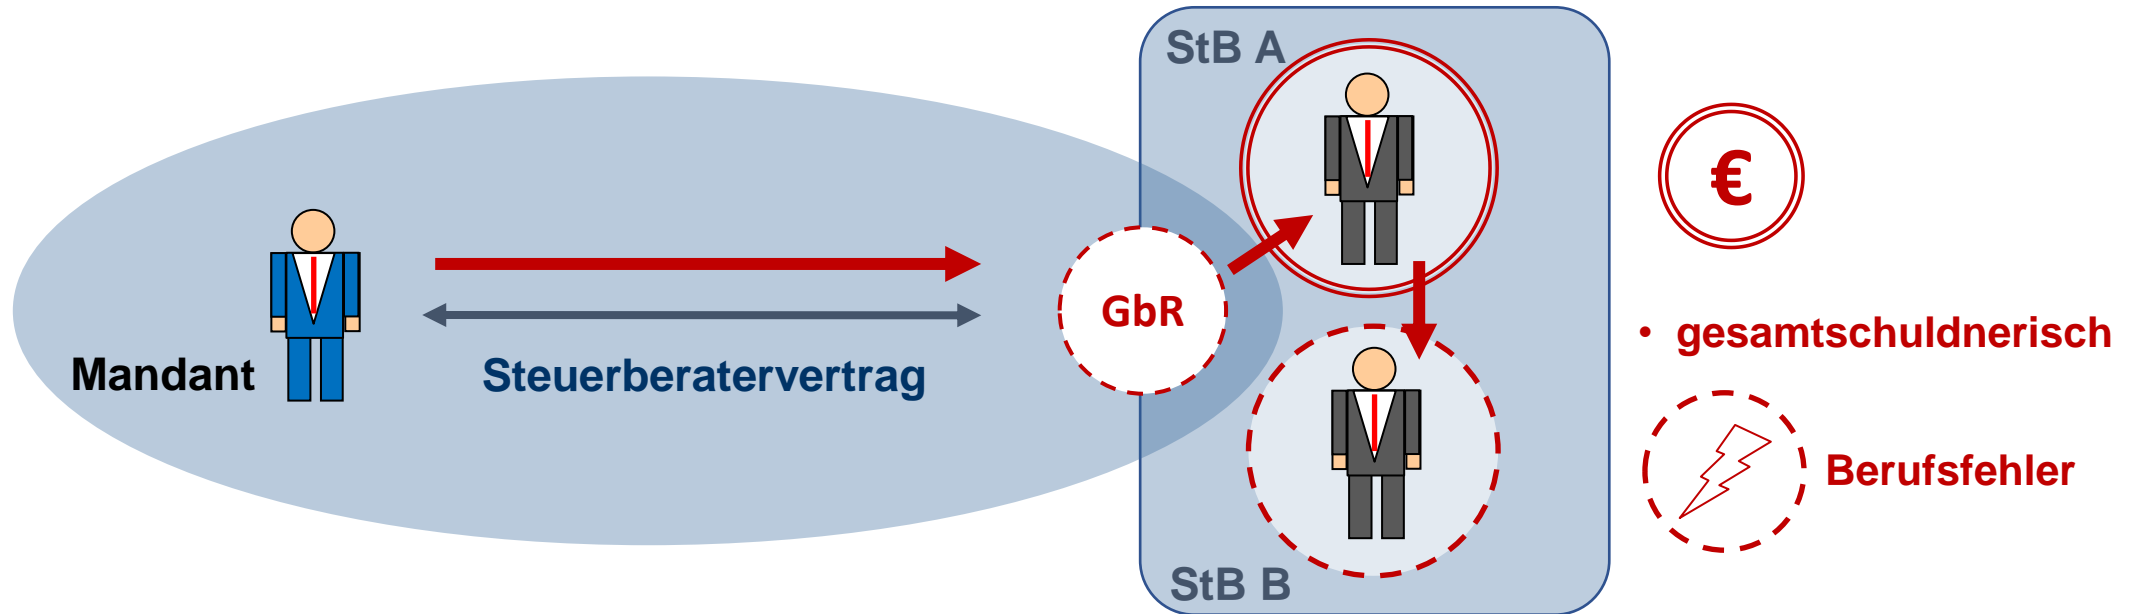 StB A
€
GbR
• gesamtschuldnerisch
Mandant
Steuerberatervertrag
Berufsfehler
StB B